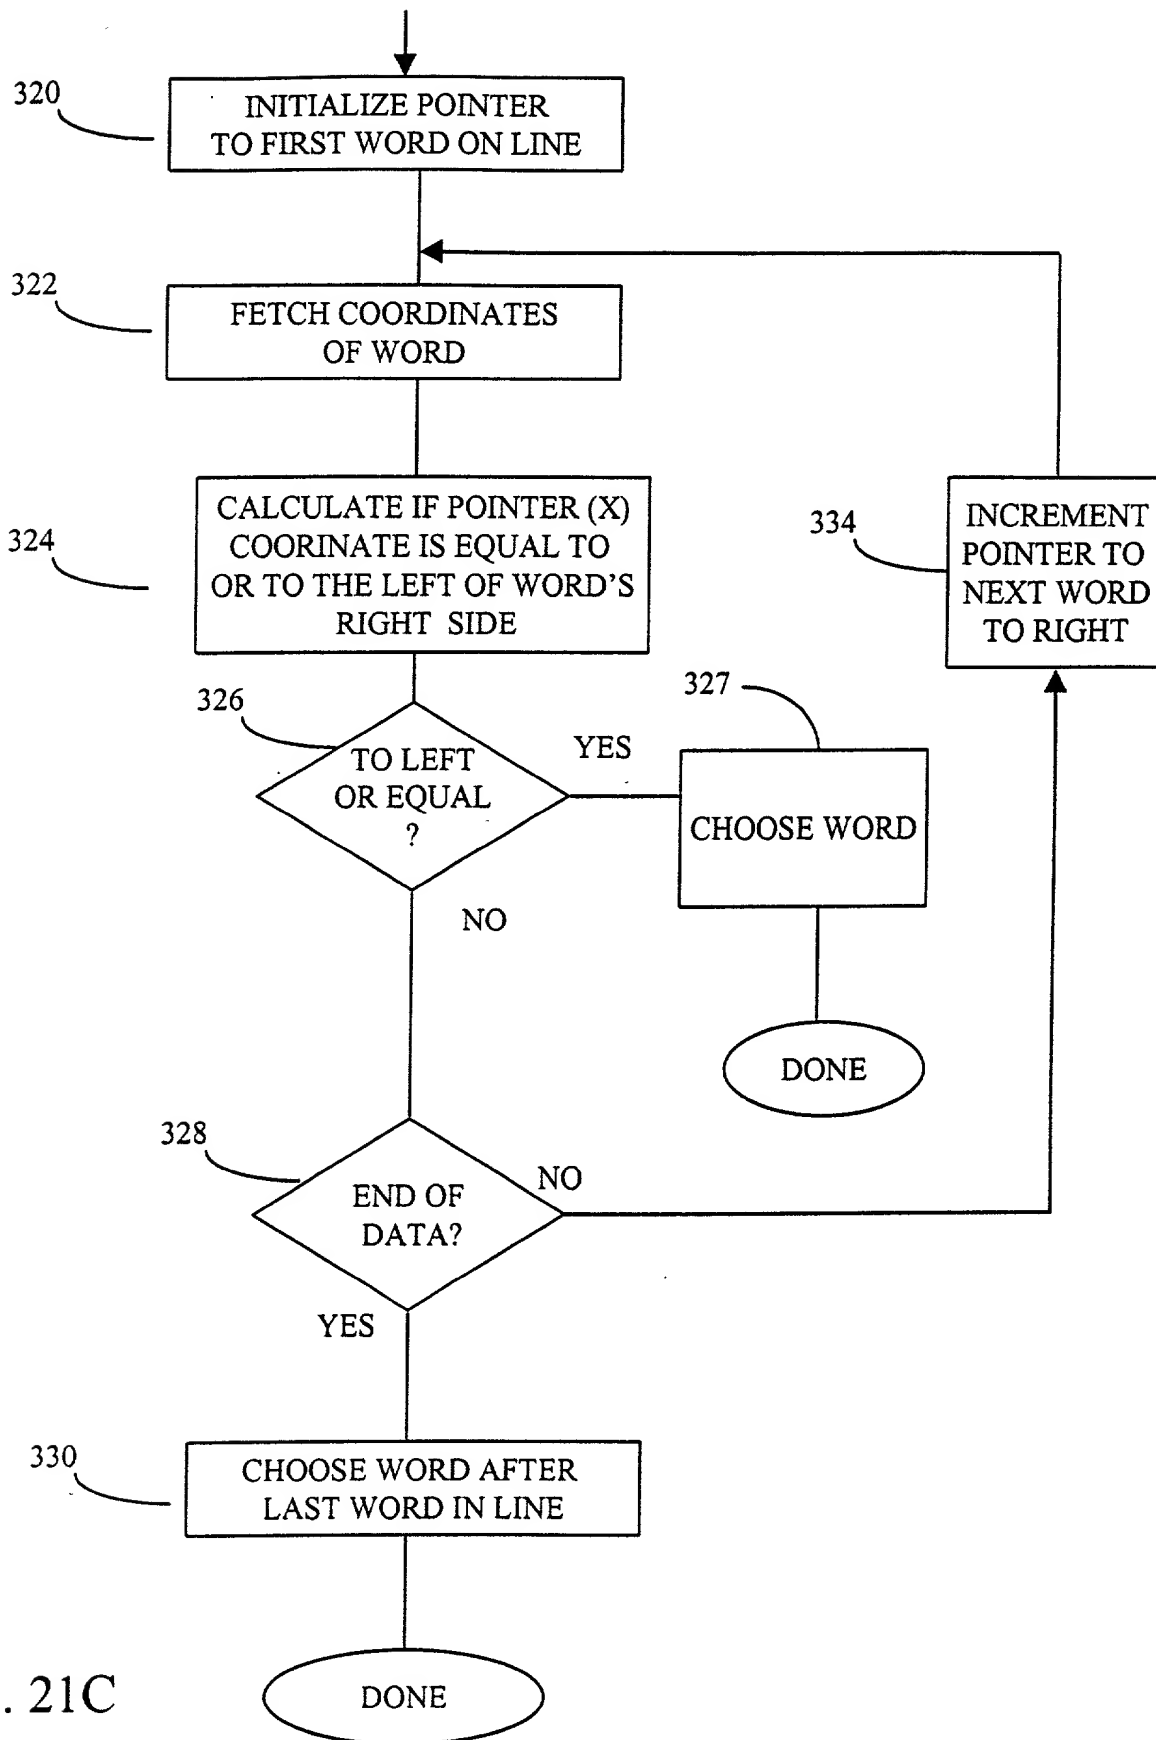 320
INITIALIZE POINTER
TO FIRST WORD ON LINE
322
FETCH COORDINATES
OF WORD
324
CALCULATE IF POINTER (X)
COORINATE IS EQUAL TO
OR TO THE LEFT OF WORD'S
RIGHT SIDE
334
INCREMENT
POINTER TO
NEXT WORD
TO RIGHT
326
TO LEFT
OR EQUAL
?
YES
327
CHOOSE WORD
NO
DONE
328
END OF
DATA?
NO
YES
330
CHOOSE WORD AFTER
LAST WORD IN LINE
DONE
. 21C